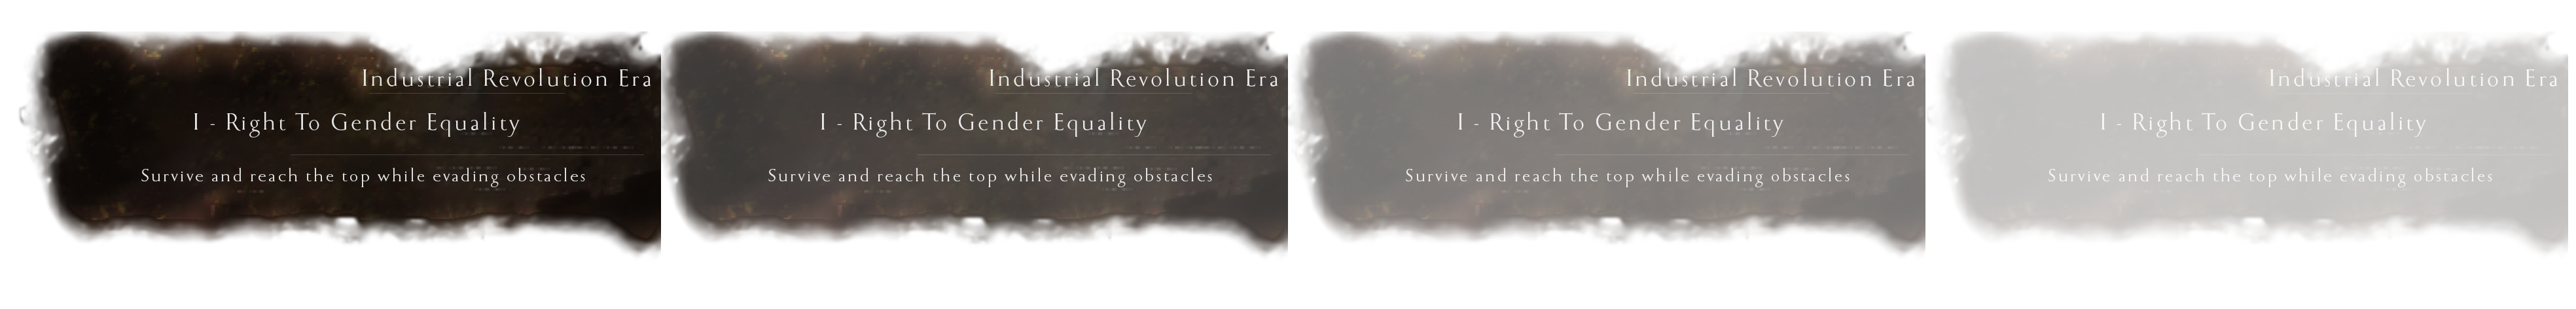 Industrial Revolution Era
I - Right To Gender Equality
Survive and reach the top while evading obstacles
Industrial Revolution Era
I - Right To Gender Equality
Survive and reach the top while evading obstacles
Industrial Revolution Era
I - Right To Gender Equality
Survive and reach the top while evading obstacles
Industrial Revolution Era
I - Right To Gender Equality
Survive and reach the top while evading obstacles